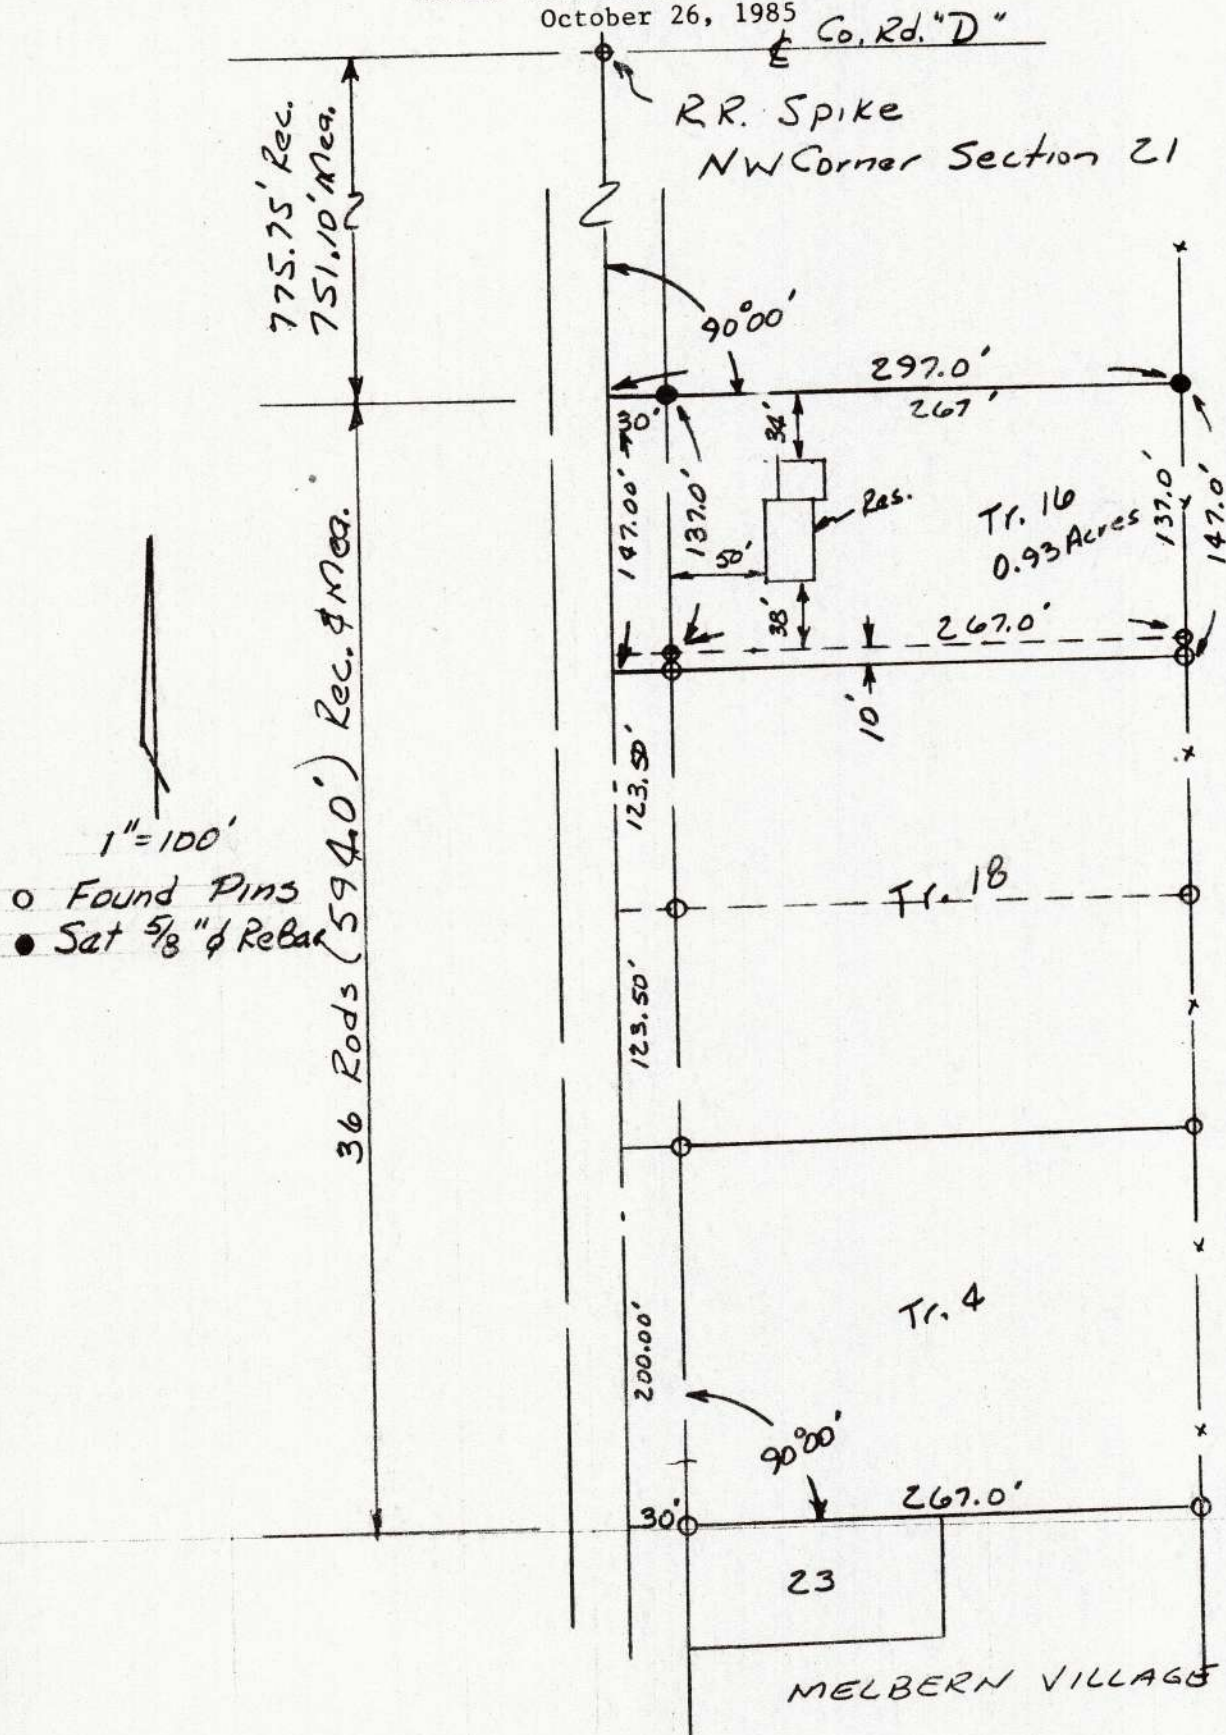 October 26, 1985
℄ Co. Rd. "D"
R.R. Spike
NW Corner Section 21
775.75' Rec.
751.10' Mea.
90°00'
297.0'
30'
267'
34'
147.00'
137.0'
Res.
Tr. 16
0.93 Acres
137.0'
147.0'
50'
38'
267.0'
10'
36 Rods (594.0') Rec. & Mea.
123.50'
1"=100'
○ Found Pins
● Set 5/8"ϕ ReBar
Tr. 18
123.50'
Tr. 4
200.00'
90°00'
30'
267.0'
23
MELBERN VILLAGE